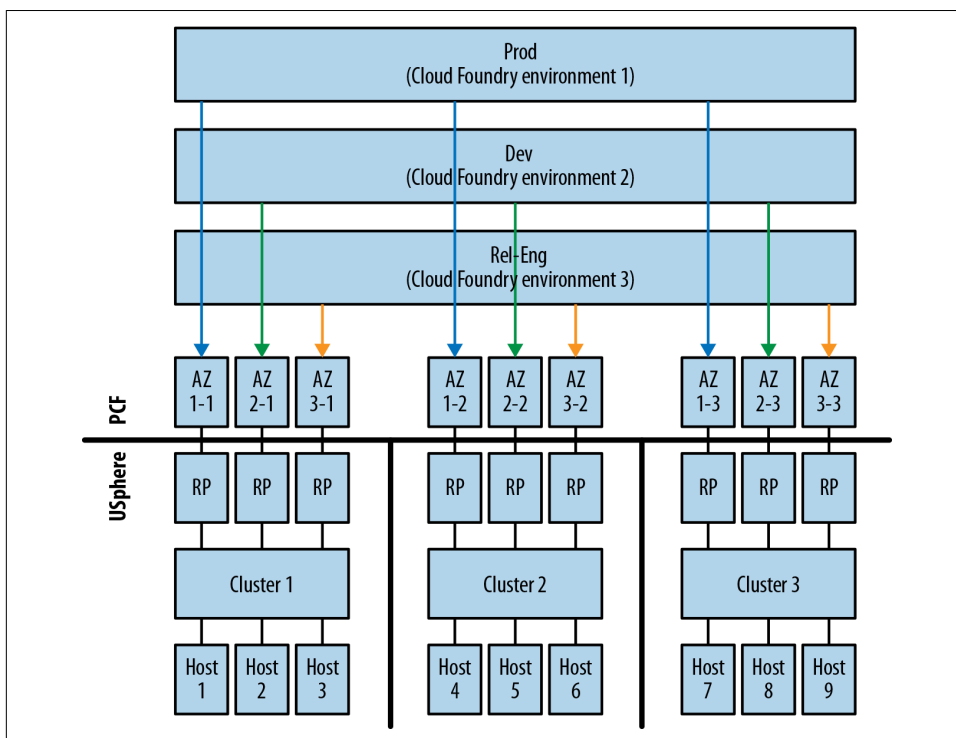 Prod
(Cloud Foundry environment 1)
Dev
(Cloud Foundry environment 2)
Rel-Eng
(Cloud Foundry environment 3)
PCF
AZ
1-1
AZ
2-1
AZ
3-1
AZ
1-2
AZ
2-2
AZ
3-2
AZ
1-3
AZ
2-3
AZ
3-3
USphere
RP
RP
RP
RP
RP
RP
RP
RP
RP
Cluster 1
Cluster 2
Cluster 3
Host
1
Host
2
Host
3
Host
4
Host
5
Host
6
Host
7
Host
8
Host
9